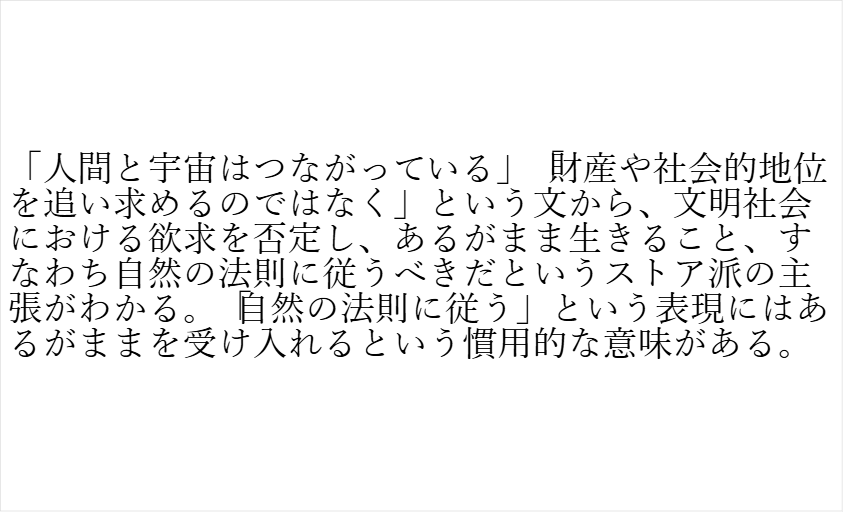 「人間と宇宙はつながっている」「財産や社会的地位
を追い求めるのではなく」という文から、文明社会
における欲求を否定し、あるがまま生きること、す
なわち自然の法則に従うべきだというストア派の主
張がわかる。「自然の法則に従う」という表現にはあ
るがままを受け入れるという慣用的な意味がある。